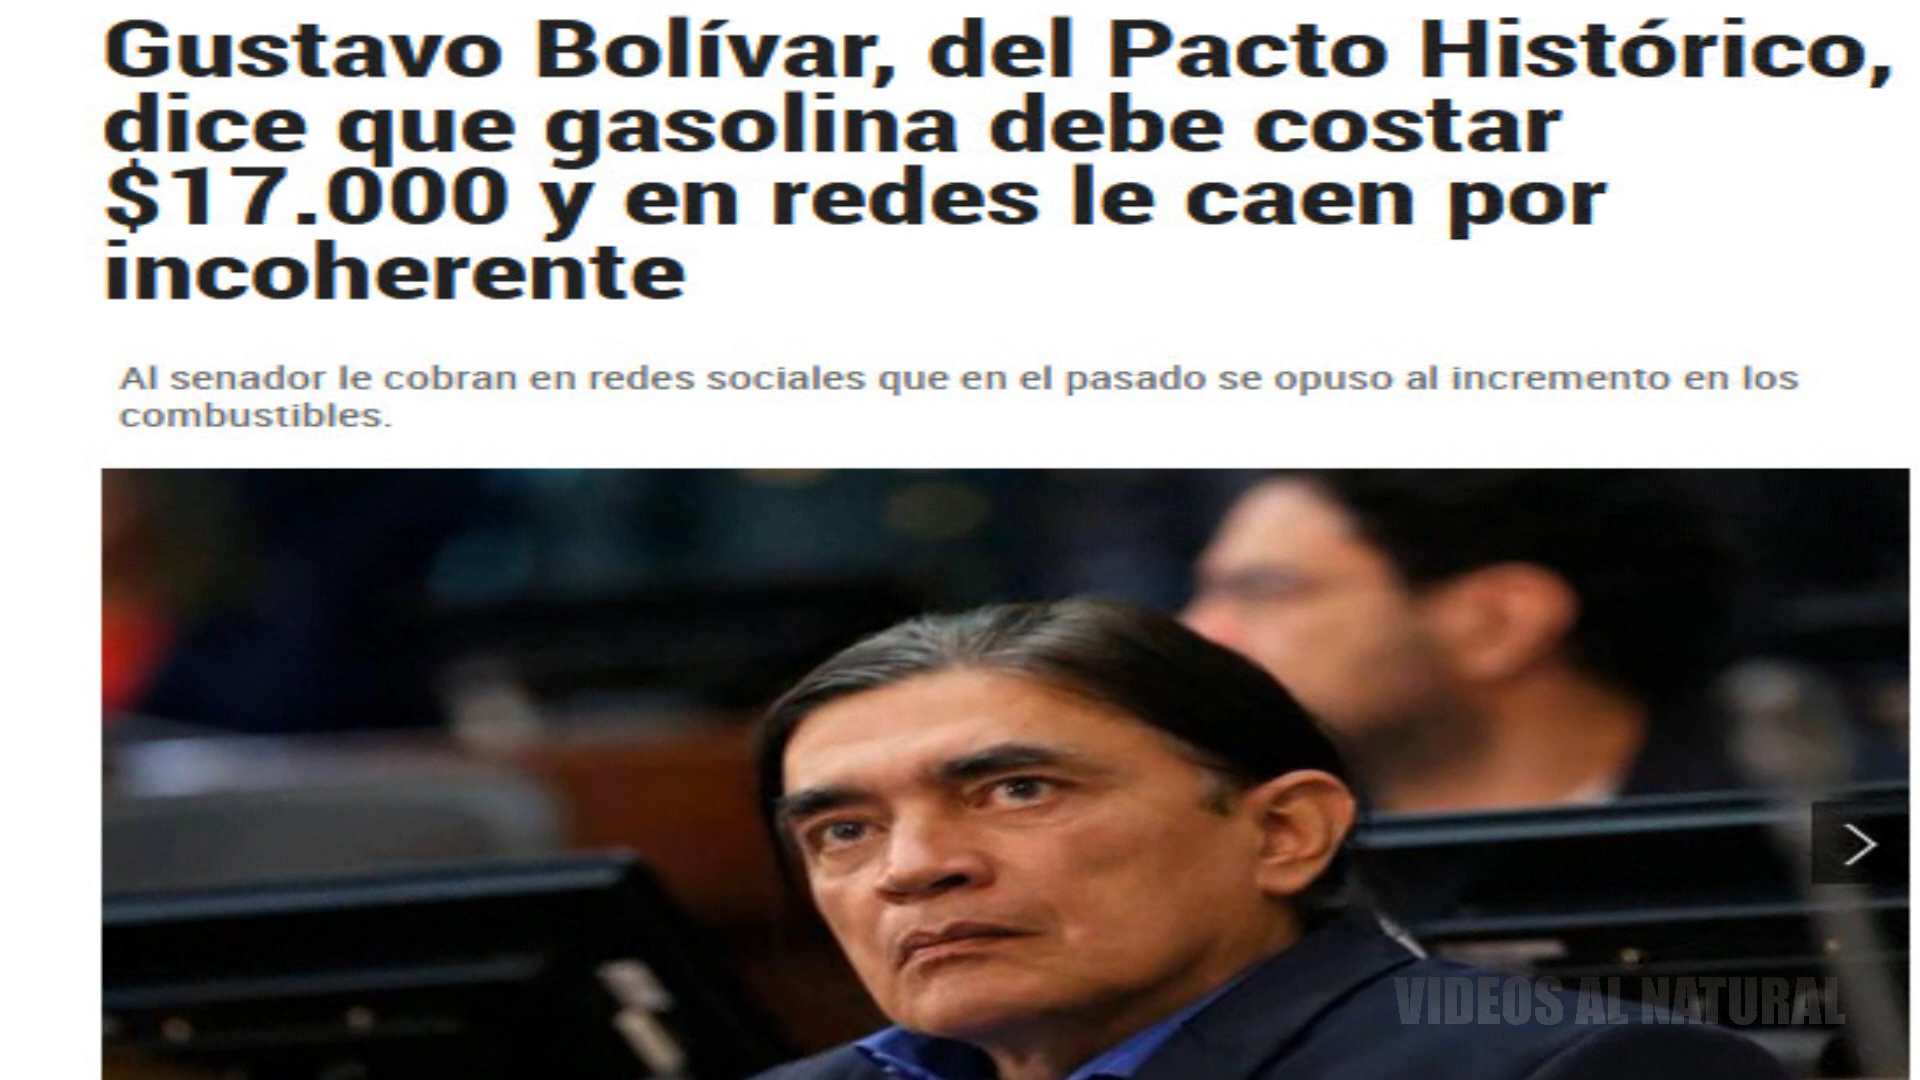 Gustavo Bolívar, del Pacto Histórico,
dice que gasolina debe costar
$17.000 y en redes le caen por
incoherente
Al senador le cobran en redes sociales que en el pasado se opuso al incremento en los
combustibles.
VIDEOS AL NATURAL